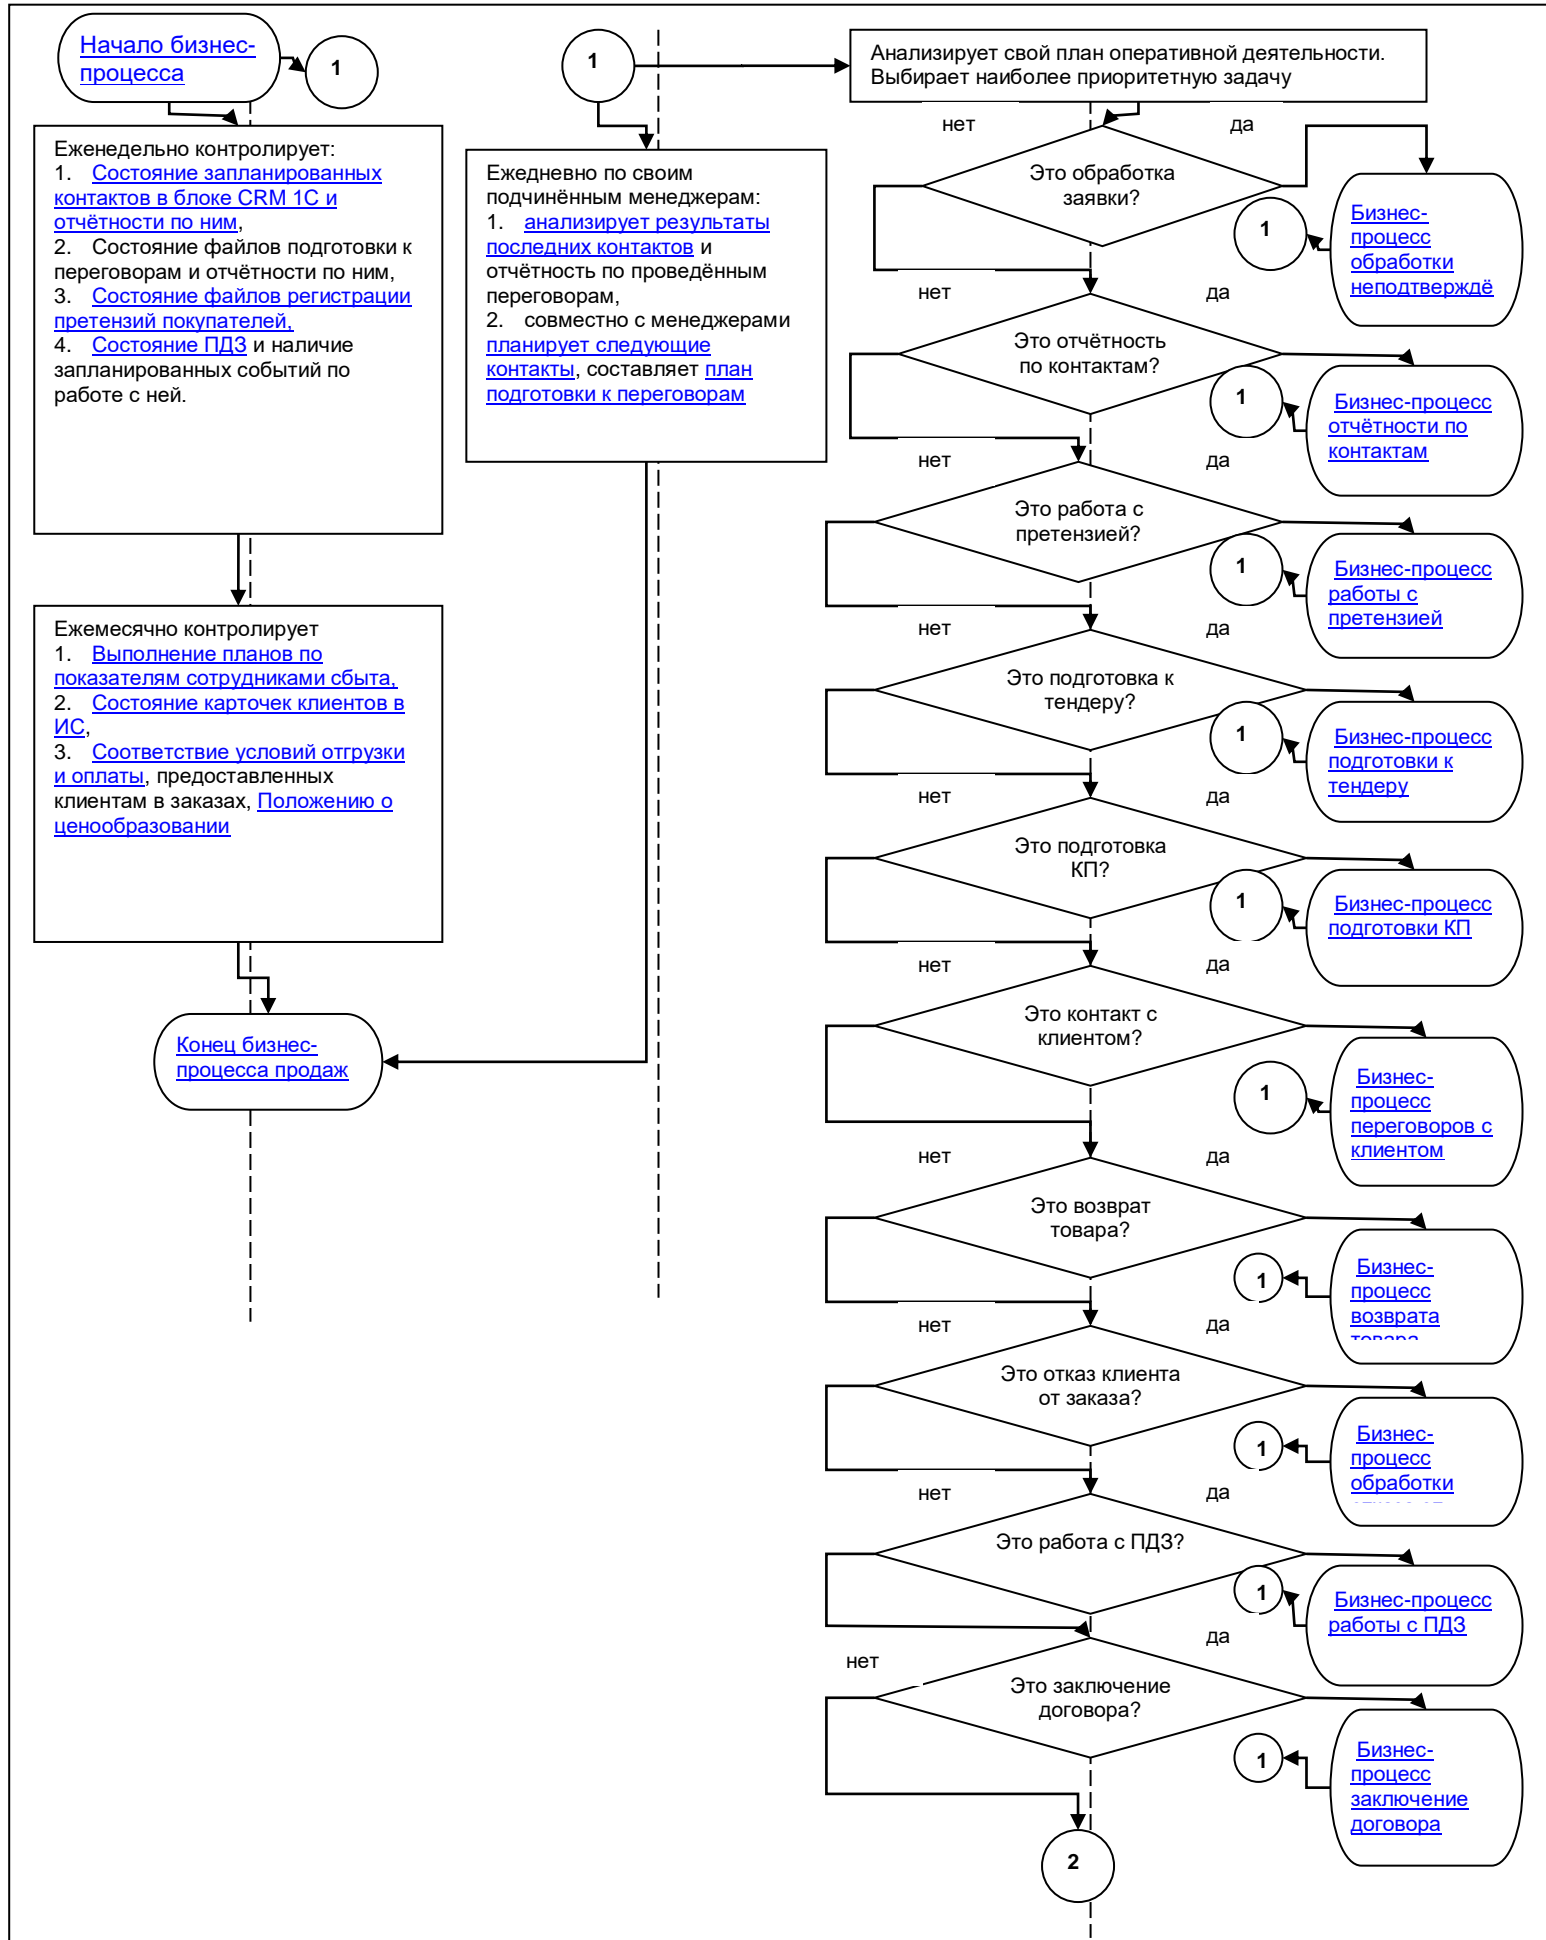 Начало бизнес-
процесса
1
Еженедельно контролирует:
1. Состояние запланированных
контактов в блоке CRM 1С и
отчётности по ним,
2. Состояние файлов подготовки к
переговорам и отчётности по ним,
3. Состояние файлов регистрации
претензий покупателей,
4. Состояние ПДЗ и наличие
запланированных событий по
работе с ней.
Ежемесячно контролирует
1. Выполнение планов по
показателям сотрудниками сбыта,
2. Состояние карточек клиентов в
ИС,
3. Соответствие условий отгрузки
и оплаты, предоставленных
клиентам в заказах, Положению о
ценообразовании
Конец бизнес-
процесса продаж
1
Ежедневно по своим
подчинённым менеджерам:
1. анализирует результаты
последних контактов и
отчётность по проведённым
переговорам,
2. совместно с менеджерами
планирует следующие
контакты, составляет план
подготовки к переговорам
Анализирует свой план оперативной деятельности.
Выбирает наиболее приоритетную задачу
нет
да
Это обработка
заявки?
1
Бизнес-
процесс
обработки
неподтверждё
нет
да
Это отчётность
по контактам?
1
Бизнес-процесс
отчётности по
контактам
нет
да
Это работа с
претензией?
1
Бизнес-процесс
работы с
претензией
нет
да
Это подготовка к
тендеру?
1
Бизнес-процесс
подготовки к
тендеру
нет
да
Это подготовка
КП?
1
Бизнес-процесс
подготовки КП
нет
да
Это контакт с
клиентом?
1
Бизнес-
процесс
переговоров с
клиентом
нет
да
Это возврат
товара?
1
Бизнес-
процесс
возврата
товара
нет
да
Это отказ клиента
от заказа?
1
Бизнес-
процесс
обработки
нет
да
Это работа с ПДЗ?
1
Бизнес-процесс
работы с ПДЗ
нет
да
Это заключение
договора?
1
Бизнес-
процесс
заключение
договора
2